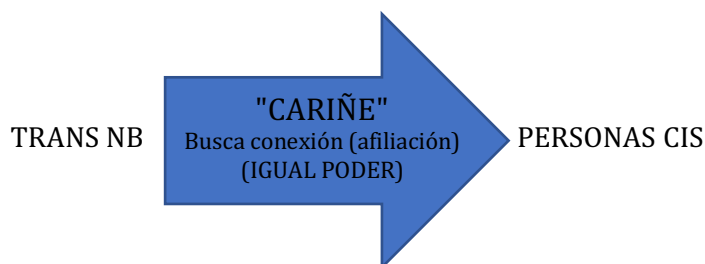 TRANS NB
"CARIÑE"
Busca conexión (afiliación)
(IGUAL PODER)
PERSONAS CIS